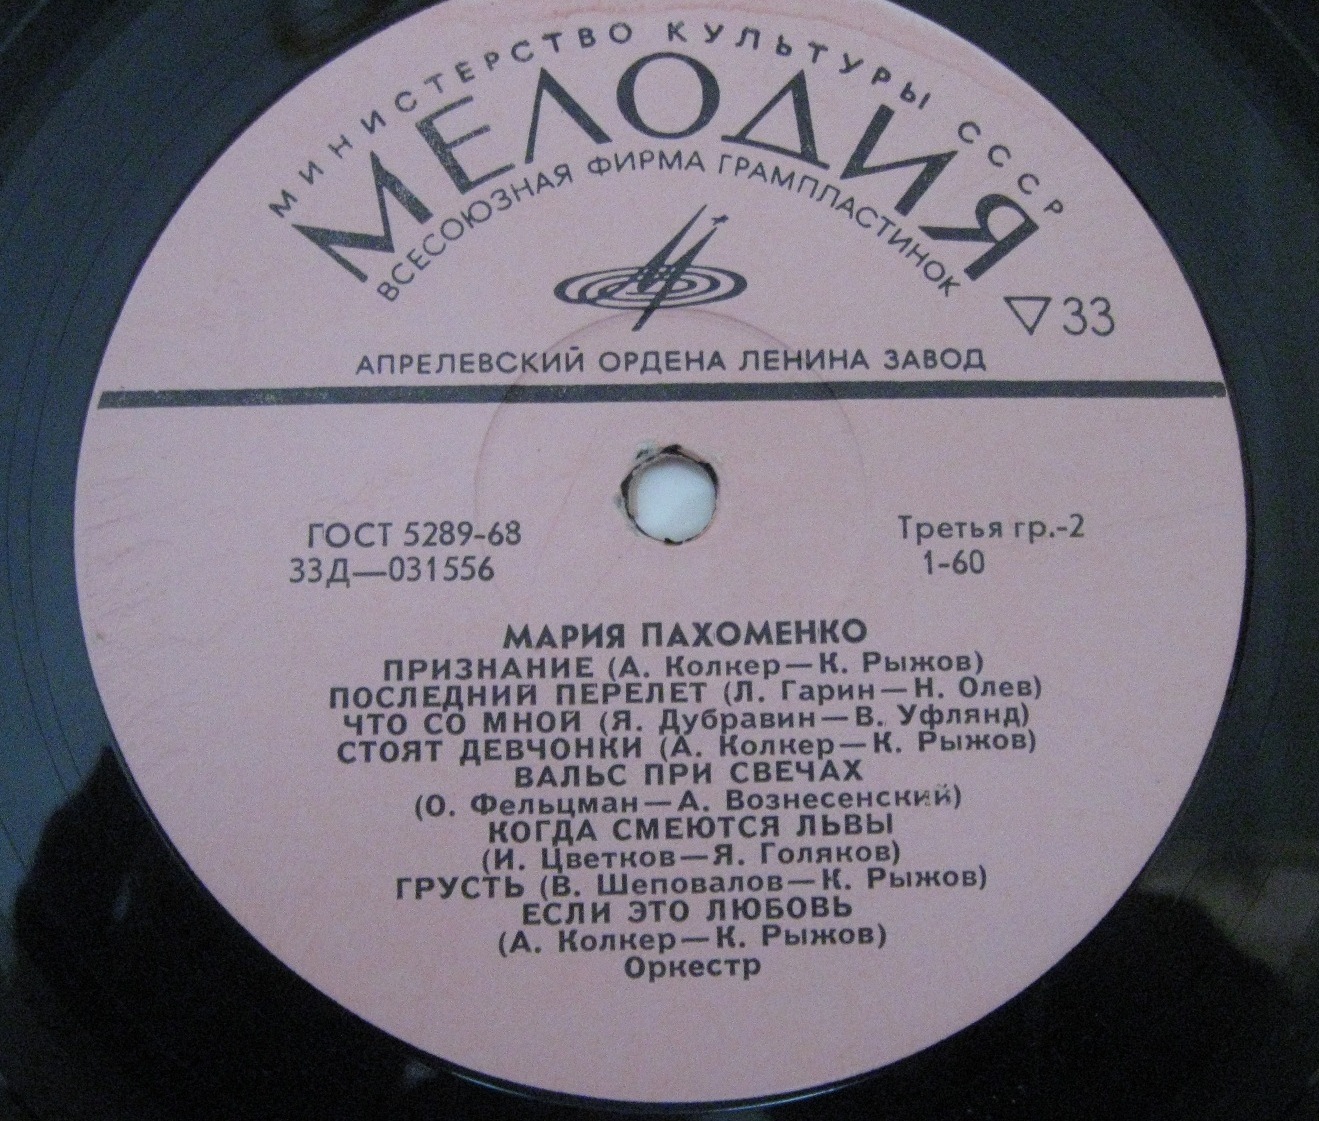 МИНИСТЕРСТВО КУЛЬТУРЫ СССР
МЕЛОДИЯ
ВСЕСОЮЗНАЯ ФИРМА ГРАМПЛАСТИНОК
▽33
АПРЕЛЕВСКИЙ ОРДЕНА ЛЕНИНА ЗАВОД
ГОСТ 5289-68
Третья гр.-2
33Д—031556
1-60
МАРИЯ ПАХОМЕНКО
ПРИЗНАНИЕ (А. Колкер—К. Рыжов)
ПОСЛЕДНИЙ ПЕРЕЛЕТ (Л. Гарин—Н. Олев)
ЧТО СО МНОЙ (Я. Дубравин—В. Уфлянд)
СТОЯТ ДЕВЧОНКИ (А. Колкер—К. Рыжов)
ВАЛЬС ПРИ СВЕЧАХ
(О. Фельцман—А. Вознесенский)
КОГДА СМЕЮТСЯ ЛЬВЫ
(И. Цветков—Я. Голяков)
ГРУСТЬ (В. Шеповалов—К. Рыжов)
ЕСЛИ ЭТО ЛЮБОВЬ
(А. Колкер—К. Рыжов)
Оркестр